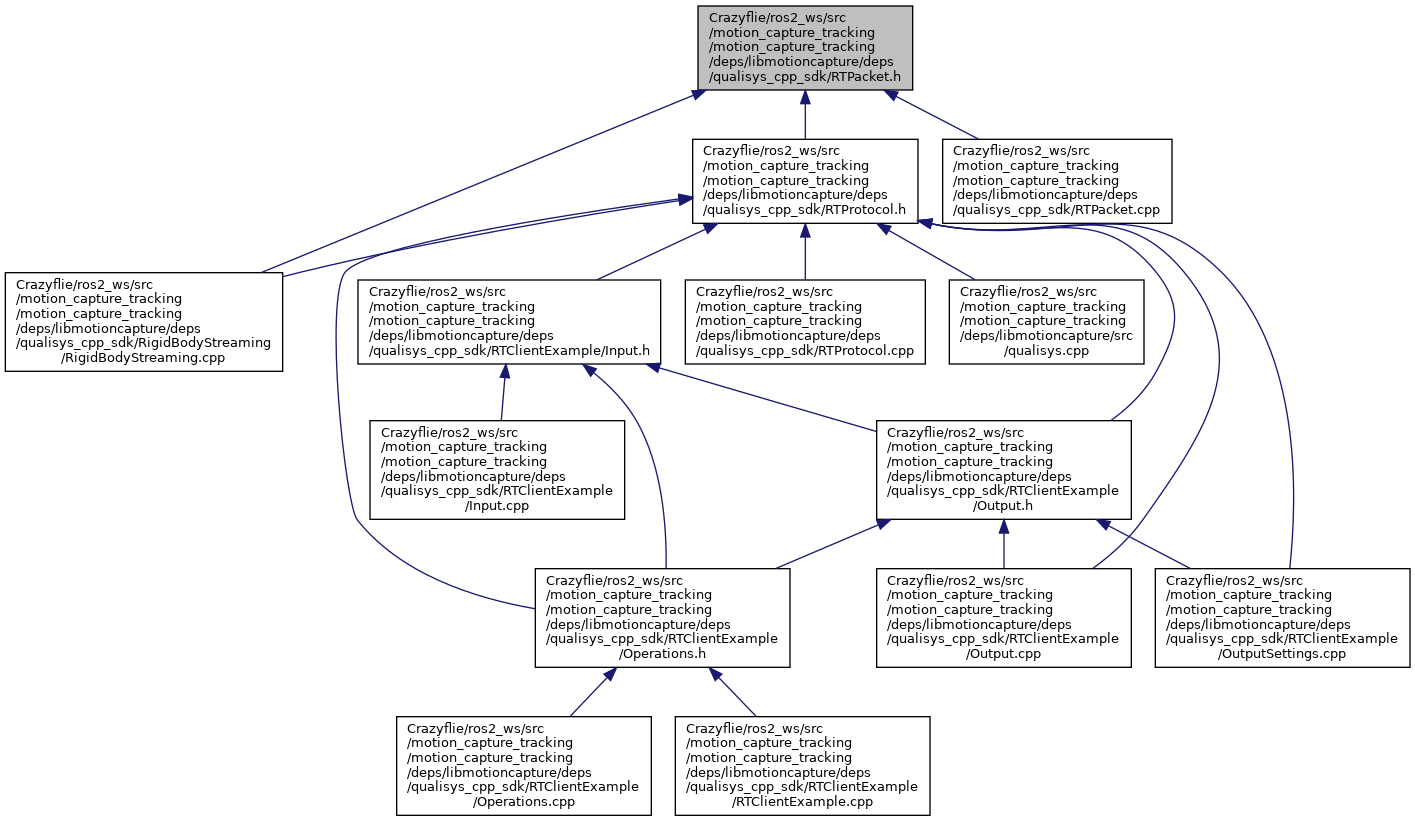 Crazyflie/ros2_ws/src
/motion_capture_tracking
/motion_capture_tracking
/deps/libmotioncapture/deps
/qualisys_cpp_sdk/RTPacket.h
Crazyflie/ros2_ws/src
/motion_capture_tracking
/motion_capture_tracking
/deps/libmotioncapture/deps
/qualisys_cpp_sdk/RTProtocol.h
Crazyflie/ros2_ws/src
/motion_capture_tracking
/motion_capture_tracking
/deps/libmotioncapture/deps
/qualisys_cpp_sdk/RTPacket.cpp
Crazyflie/ros2_ws/src
/motion_capture_tracking
/motion_capture_tracking
/deps/libmotioncapture/deps
/qualisys_cpp_sdk/RigidBodyStreaming
/RigidBodyStreaming.cpp
Crazyflie/ros2_ws/src
/motion_capture_tracking
/motion_capture_tracking
/deps/libmotioncapture/deps
/qualisys_cpp_sdk/RTClientExample/Input.h
Crazyflie/ros2_ws/src
/motion_capture_tracking
/motion_capture_tracking
/deps/libmotioncapture/deps
/qualisys_cpp_sdk/RTProtocol.cpp
Crazyflie/ros2_ws/src
/motion_capture_tracking
/motion_capture_tracking
/deps/libmotioncapture/src
/qualisys.cpp
Crazyflie/ros2_ws/src
/motion_capture_tracking
/motion_capture_tracking
/deps/libmotioncapture/deps
/qualisys_cpp_sdk/RTClientExample
/Input.cpp
Crazyflie/ros2_ws/src
/motion_capture_tracking
/motion_capture_tracking
/deps/libmotioncapture/deps
/qualisys_cpp_sdk/RTClientExample
/Output.h
Crazyflie/ros2_ws/src
/motion_capture_tracking
/motion_capture_tracking
/deps/libmotioncapture/deps
/qualisys_cpp_sdk/RTClientExample
/Operations.h
Crazyflie/ros2_ws/src
/motion_capture_tracking
/motion_capture_tracking
/deps/libmotioncapture/deps
/qualisys_cpp_sdk/RTClientExample
/Output.cpp
Crazyflie/ros2_ws/src
/motion_capture_tracking
/motion_capture_tracking
/deps/libmotioncapture/deps
/qualisys_cpp_sdk/RTClientExample
/OutputSettings.cpp
Crazyflie/ros2_ws/src
/motion_capture_tracking
/motion_capture_tracking
/deps/libmotioncapture/deps
/qualisys_cpp_sdk/RTClientExample
/Operations.cpp
Crazyflie/ros2_ws/src
/motion_capture_tracking
/motion_capture_tracking
/deps/libmotioncapture/deps
/qualisys_cpp_sdk/RTClientExample
/RTClientExample.cpp